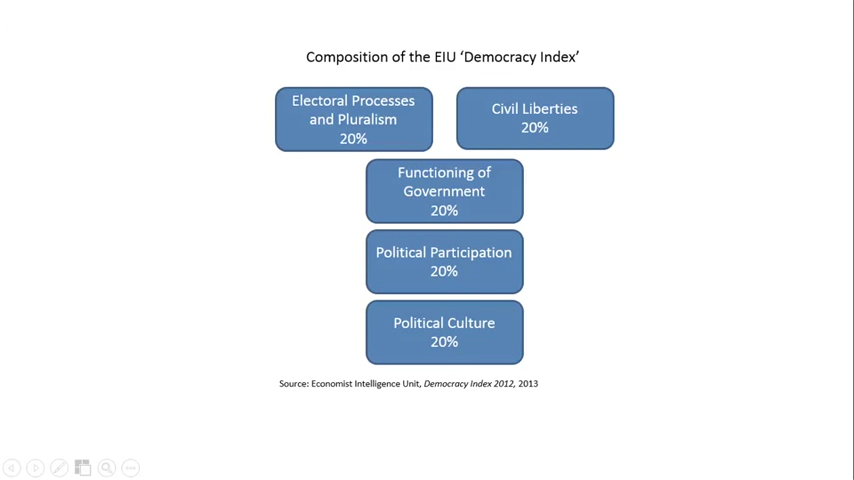 Composition of the EIU ‘Democracy Index’
Electoral Processes
and Pluralism
20%
Civil Liberties
20%
Functioning of
Government
20%
Political Participation
20%
Political Culture
20%
Source: Economist Intelligence Unit, Democracy Index 2012, 2013